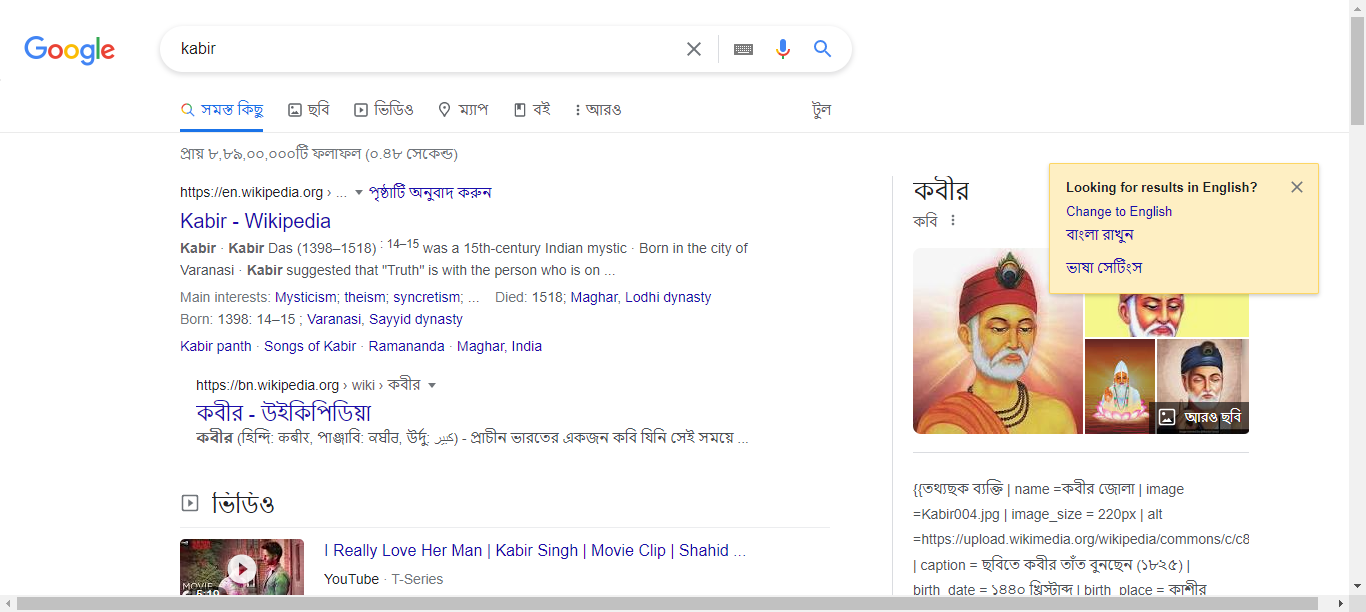 Google
kabir
সমস্ত কিছু ছবি ভিডিও ম্যাপ বই আরও টুল
প্রায় ৮,৮৯,০০,০০০টি ফলাফল (০.৪৮ সেকেন্ড)
https://en.wikipedia.org › ... পৃষ্ঠাটি অনুবাদ করুন
Kabir - Wikipedia
Kabir · Kabir Das (1398–1518) : 14–15 was a 15th-century Indian mystic · Born in the city of
Varanasi · Kabir suggested that "Truth" is with the person who is on ...
Main interests: Mysticism; theism; syncretism; ... Died: 1518; Maghar, Lodhi dynasty
Born: 1398: 14–15 ; Varanasi, Sayyid dynasty
Kabir panth · Songs of Kabir · Ramananda · Maghar, India
https://bn.wikipedia.org › wiki › কবীর
কবীর - উইকিপিডিয়া
কবীর (হিন্দি: कबीर, পাঞ্জাবি: ਕਬੀਰ, উর্দু: کبیر) - প্রাচীন ভারতের একজন কবি যিনি সেই সময়ে ...
ভিডিও
MOVIE
5:10
I Really Love Her Man | Kabir Singh | Movie Clip | Shahid ...
YouTube · T-Series
কবীর
কবি
Looking for results in English?
Change to English
বাংলা রাখুন
ভাষা সেটিংস
আরও ছবি
{{তথ্যছক ব্যক্তি | name =কবীর জোলা | image
=Kabir004.jpg | image_size = 220px | alt
=https://upload.wikimedia.org/wikipedia/commons/c/c8
| caption = ছবিতে কবীর তাঁত বুনছেন (১৮২৫) |
birth_date = ১৪৪০ খ্রিস্টাব্দ | birth_place = কাশীর